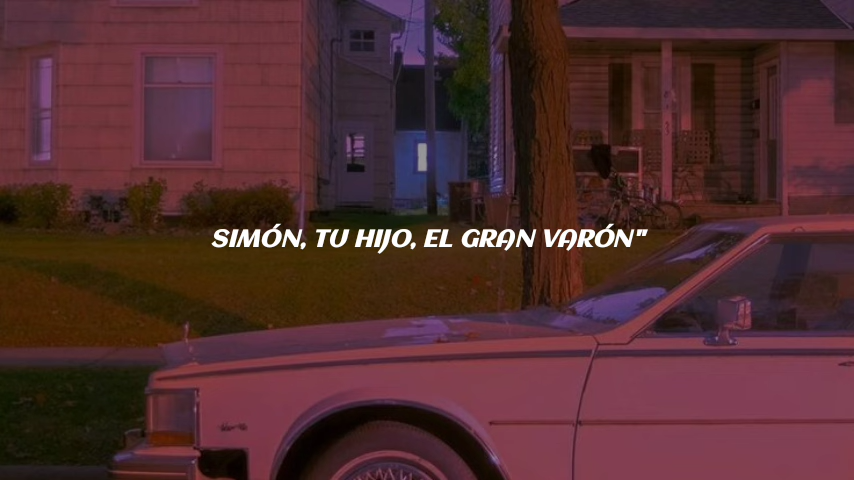 SIMÓN, TU HIJO, EL GRAN VARÓN"